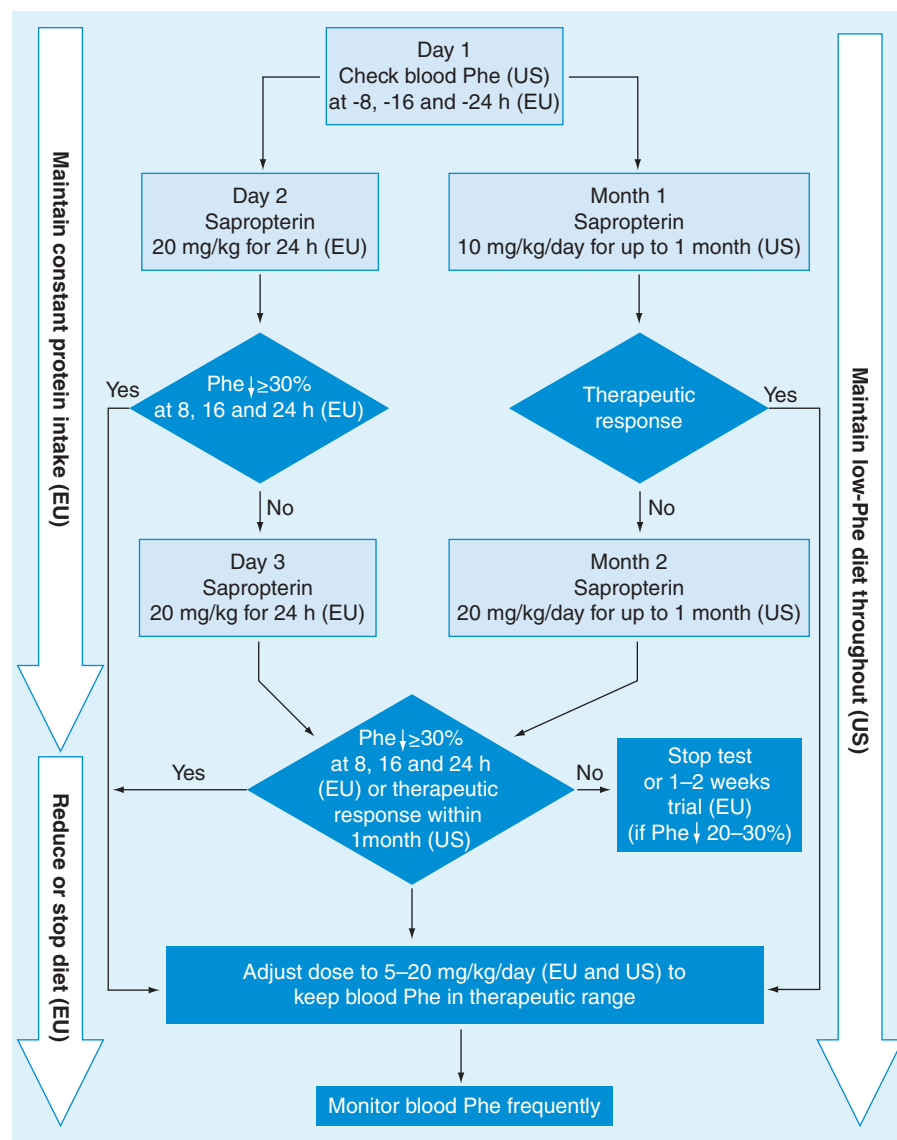 Day 1
Check blood Phe (US)
at -8, -16 and -24 h (EU)
Maintain constant protein intake (EU)
Day 2
Sapropterin
20 mg/kg for 24 h (EU)
Month 1
Sapropterin
10 mg/kg/day for up to 1 month (US)
Yes
Phe↓≥30%
at 8, 16 and 24 h (EU)
Therapeutic
response
Yes
Maintain low-Phe diet throughout (US)
No
No
Day 3
Sapropterin
20 mg/kg for 24 h (EU)
Month 2
Sapropterin
20 mg/kg/day for up to 1 month (US)
Yes
Phe↓≥30%
at 8, 16 and 24 h
(EU) or therapeutic
response within
1month (US)
No
Stop test
or 1–2 weeks
trial (EU)
(if Phe↓ 20–30%)
Reduce or stop diet (EU)
Adjust dose to 5–20 mg/kg/day (EU and US) to
keep blood Phe in therapeutic range
Monitor blood Phe frequently